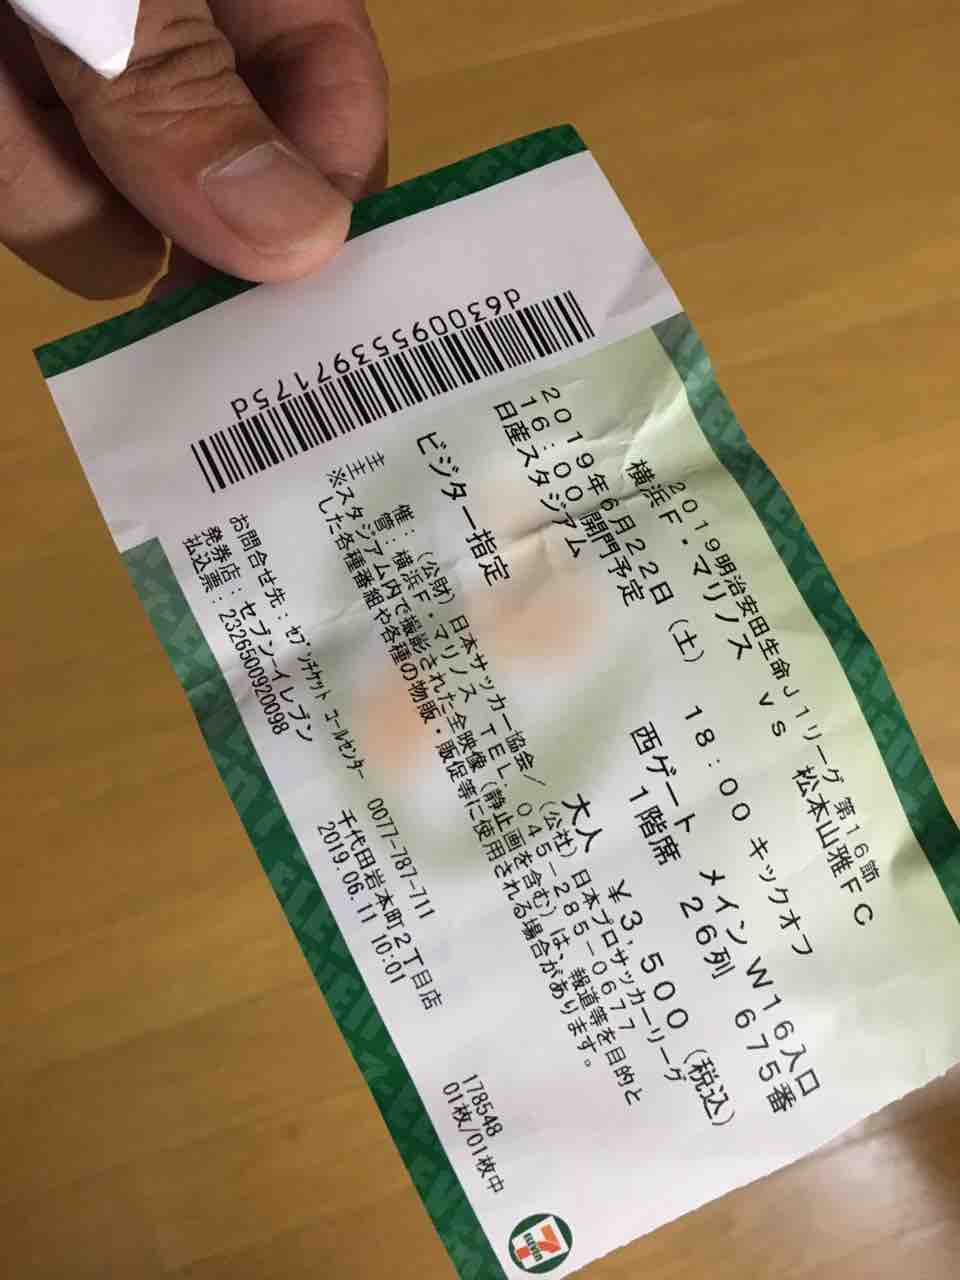 2019明治安田生命J1リーグ 第16節
横浜F・マリノス vs 松本山雅FC
2019年6月22日(土) 18:00 キックオフ
16:00 開門予定
日産スタジアム
西ゲート メイン W16入口
1階席 26列 675番
ビジター指定
大人 ¥3,500(税込)
主 催:(公財)日本サッカー協会/(公社)日本プロサッカーリーグ
主 管:横浜F・マリノス TEL:045-285-0677
※スタジアム内で撮影された全映像(静止画を含む)は、報道等を目的と
した各種番組や各種の物販・販促等に使用される場合があります。
お問合せ先:セブンチケット コールセンター 0077-787-711
発券店:セブン-イレブン 千代田岩本町2丁目店
払込票:2326500920098 2019.06.11 10:01
178548
01枚/01枚中
d6300955397175d
7
ELEVEN